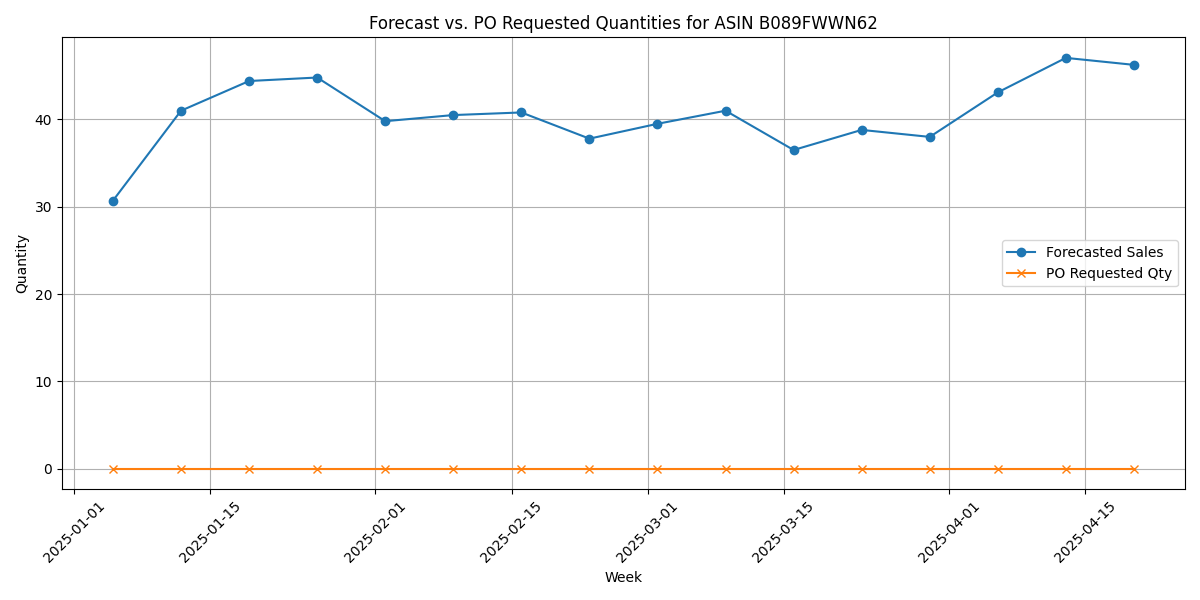 Forecast vs. PO Requested Quantities for ASIN B089FWWN62
Quantity
40
30
20
10
0
Forecasted Sales
PO Requested Qty
2025-01-01
2025-01-15
2025-02-01
2025-02-15
2025-03-01
2025-03-15
2025-04-01
2025-04-15
Week